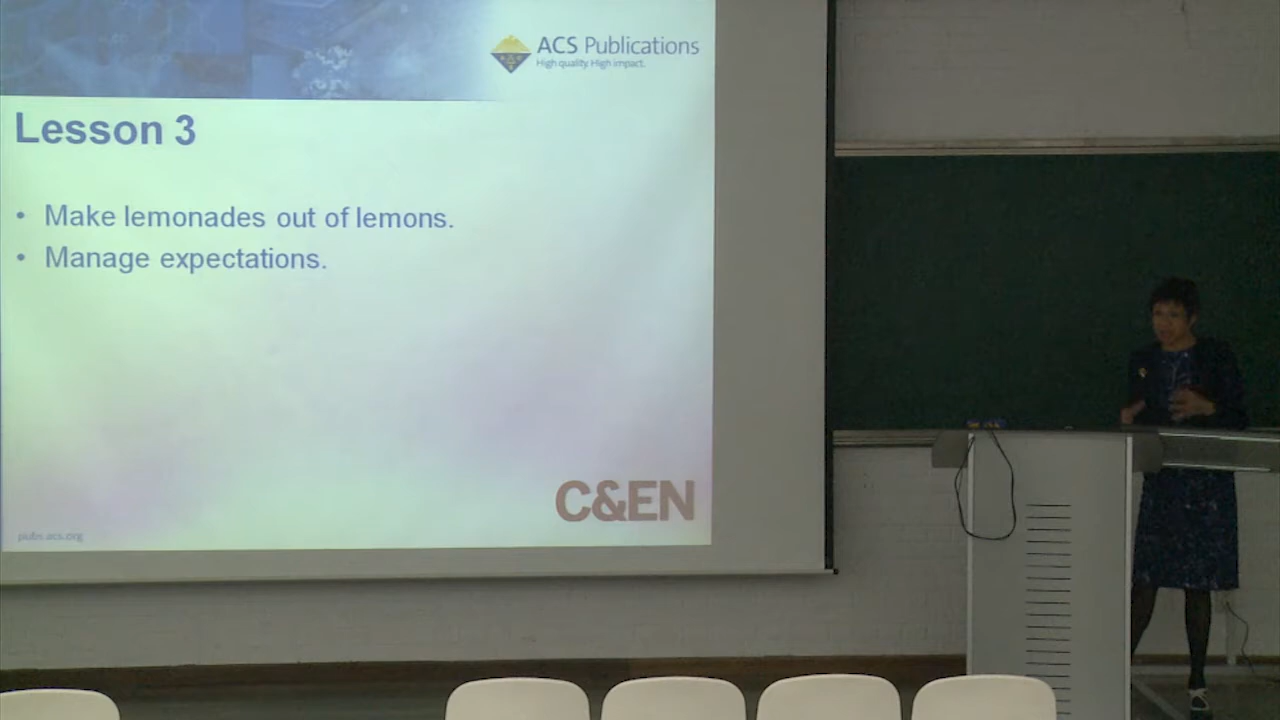 ACS Publications
High quality. High impact.
Lesson 3
• Make lemonades out of lemons.
• Manage expectations.
C&EN
pubs.acs.org